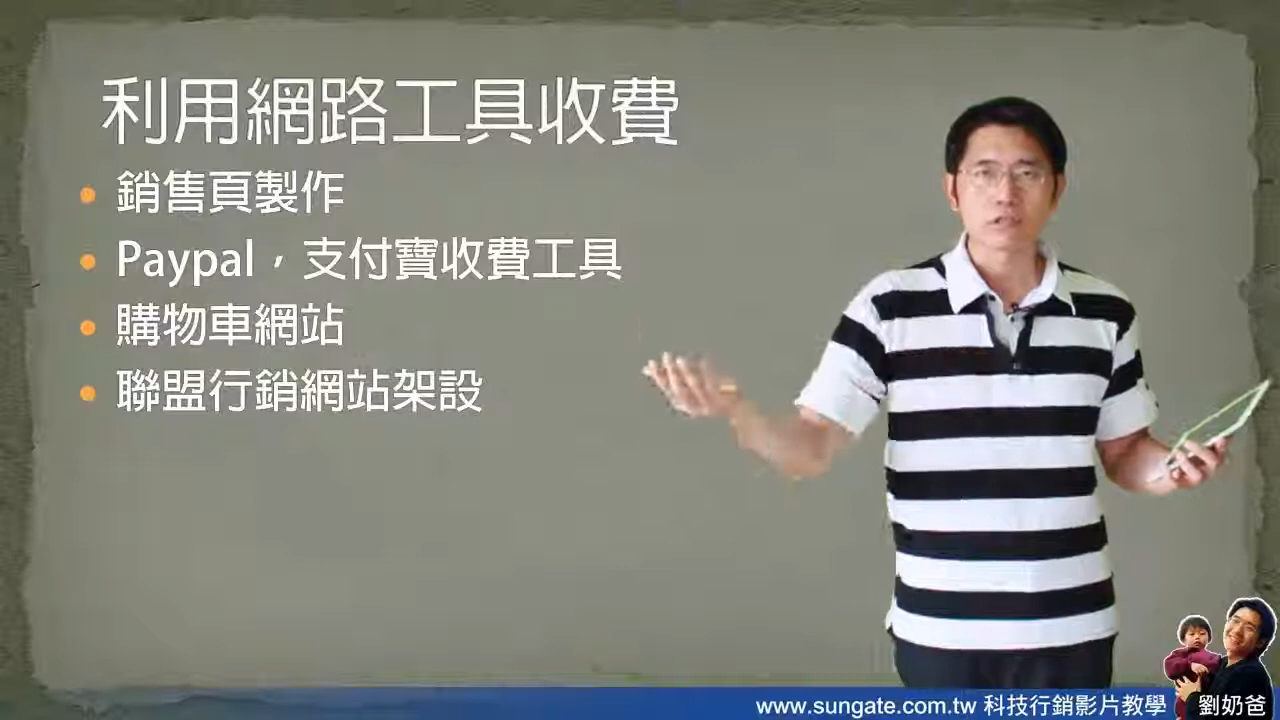 利用網路工具收費
銷售頁製作
Paypal，支付寶收費工具
購物車網站
聯盟行銷網站架設
www.sungate.com.tw 科技行銷影片教學
劉奶爸